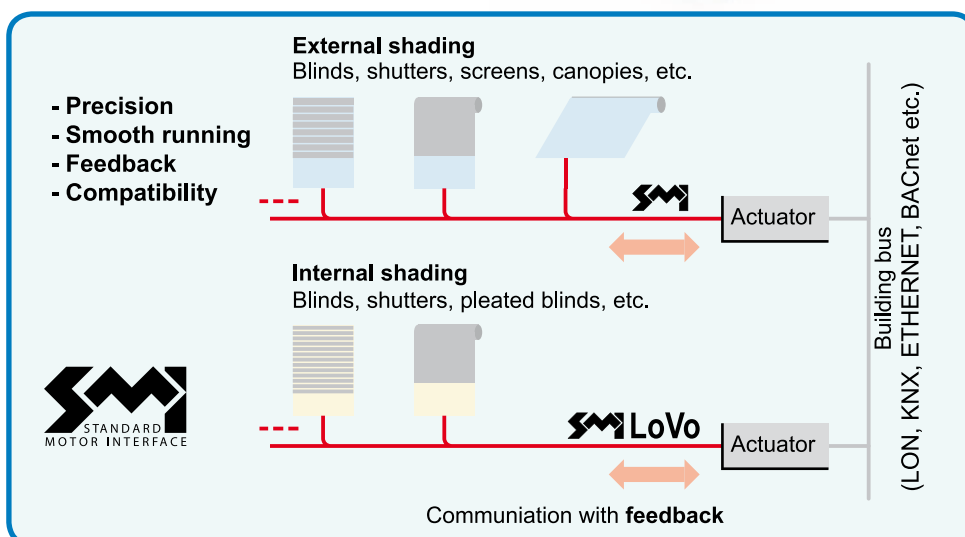 External shading
Blinds, shutters, screens, canopies, etc.
- Precision
- Smooth running
- Feedback
- Compatibility
SMI
Actuator
Internal shading
Blinds, shutters, pleated blinds, etc.
SMI
STANDARD
MOTOR INTERFACE
SMI LoVo
Actuator
Communiation with feedback
Building bus
(LON, KNX, ETHERNET, BACnet etc.)